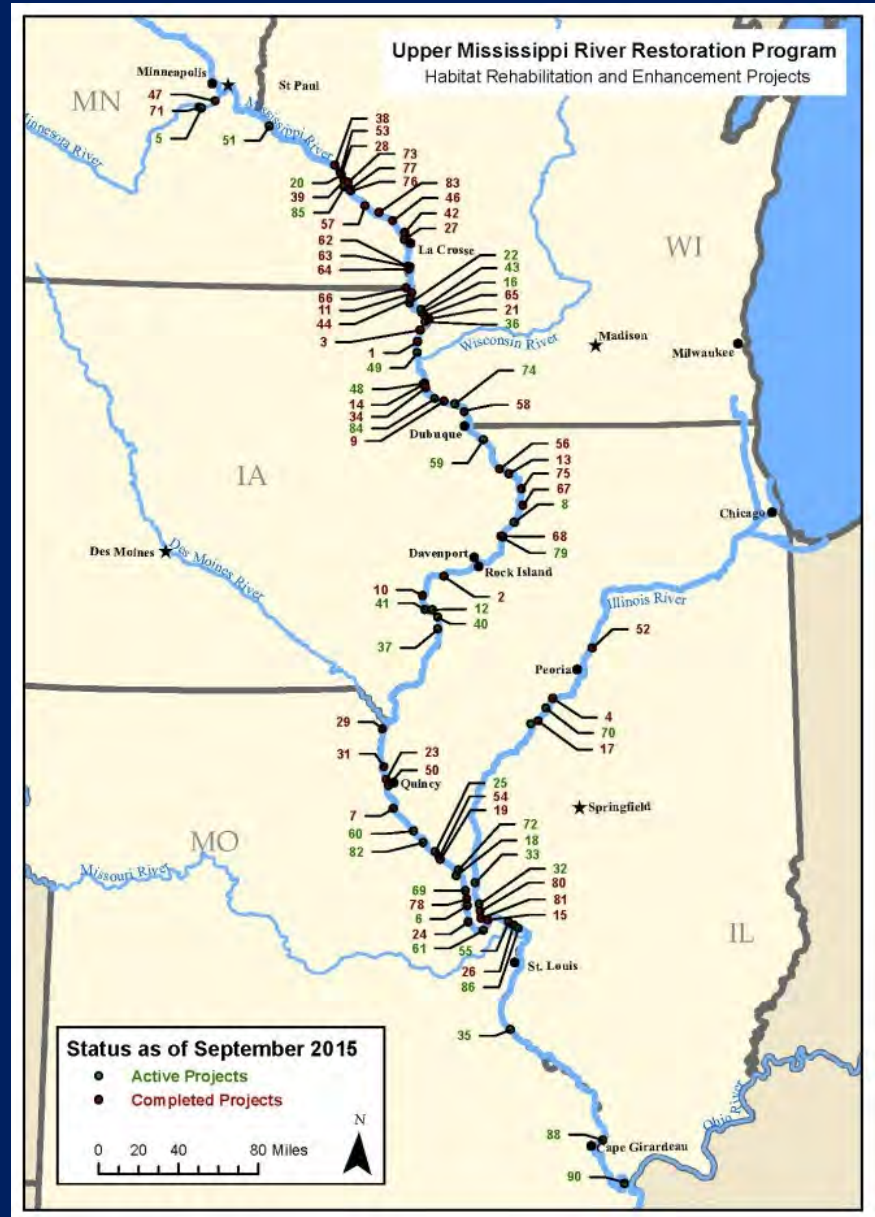 Upper Mississippi River Restoration Program
Habitat Rehabilitation and Enhancement Projects
Minneapolis
St Paul
MN
47
71
5
51
Minnesota River
Mississippi River
38
53
28
73
77
76
20
39
85
83
46
42
27
57
La Crosse
WI
62
63
64
22
43
16
65
21
36
66
11
44
3
1
49
Wisconsin River
Madison
Milwaukee
48
14
34
84
9
74
58
Dubuque
59
IA
56
13
75
67
8
68
79
Chicago
Des Moines
Des Moines River
Davenport
Rock Island
10
41
2
12
40
37
Illinois River
52
Peoria
4
70
17
29
31
23
50
Quincy
7
60
82
25
54
19
72
18
33
32
80
81
15
Springfield
MO
Missouri River
69
78
6
24
61
55
26
86
St. Louis
IL
35
88
Cape Girardeau
90
Ohio River
Status as of September 2015
Active Projects
Completed Projects
N
0 20 40 80 Miles